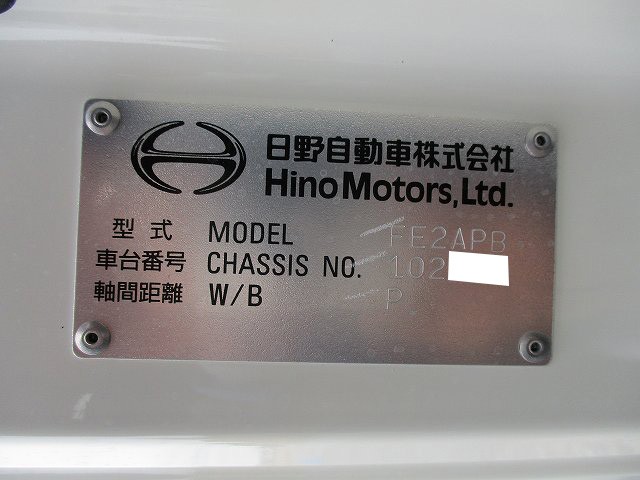 日野自動車株式会社
Hino Motors, Ltd.
型式 MODEL FE2APB
車台番号 CHASSIS NO. 102
軸間距離 W/B P